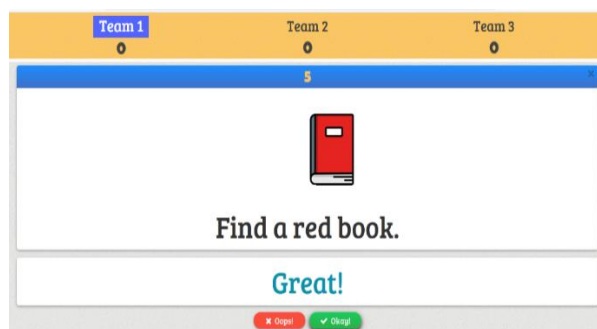 Team 1 Team 2 Team 3
0 0 0
5 ×
Find a red book.
Great!
✖ Oops! ✔ Okay!